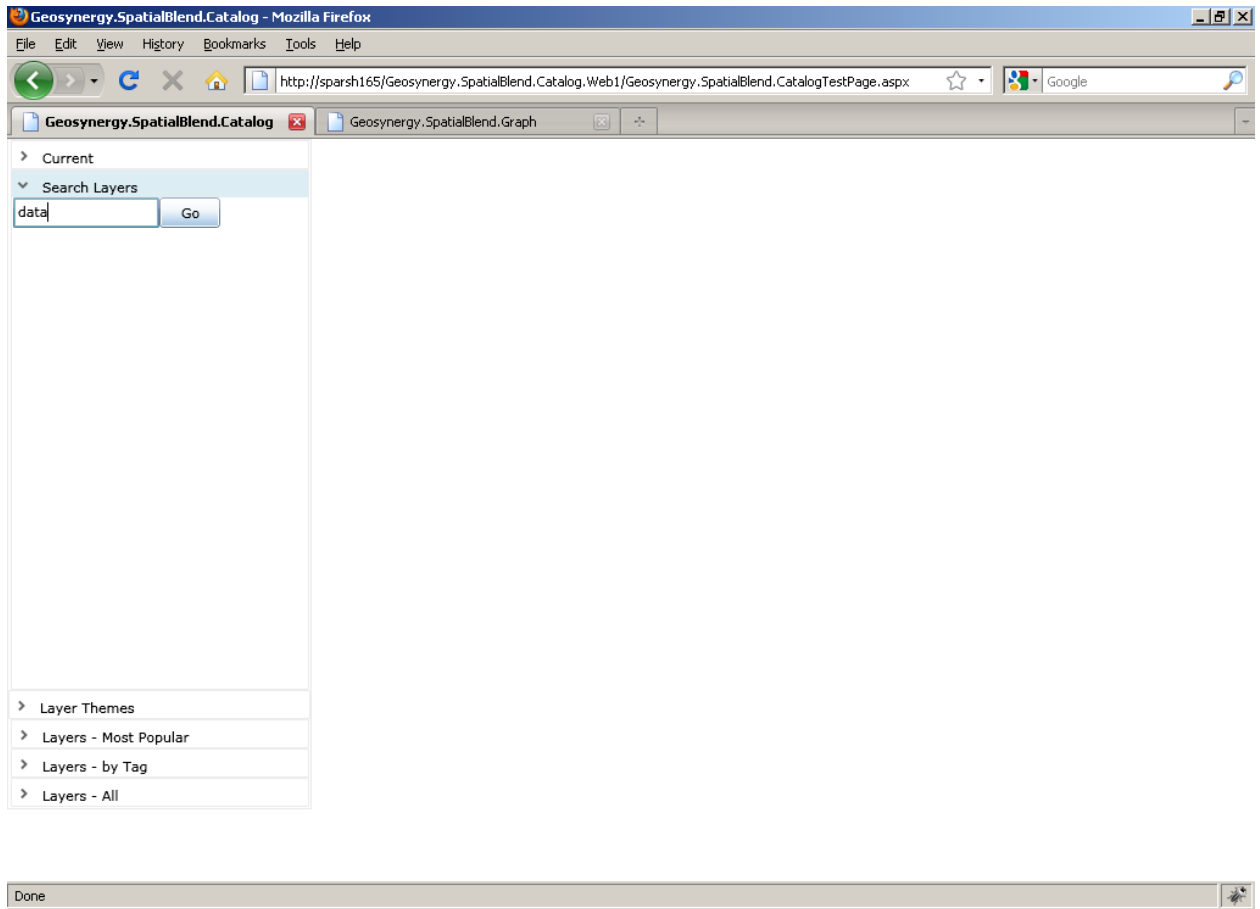 Geosynergy.SpatialBlend.Catalog - Mozilla Firefox
File Edit View History Bookmarks Tools Help
http://sparsh165/Geosynergy.SpatialBlend.Catalog.Web1/Geosynergy.SpatialBlend.CatalogTestPage.aspx Google
Geosynergy.SpatialBlend.Catalog Geosynergy.SpatialBlend.Graph
Current
Search Layers
data Go
Layer Themes
Layers - Most Popular
Layers - by Tag
Layers - All
Done